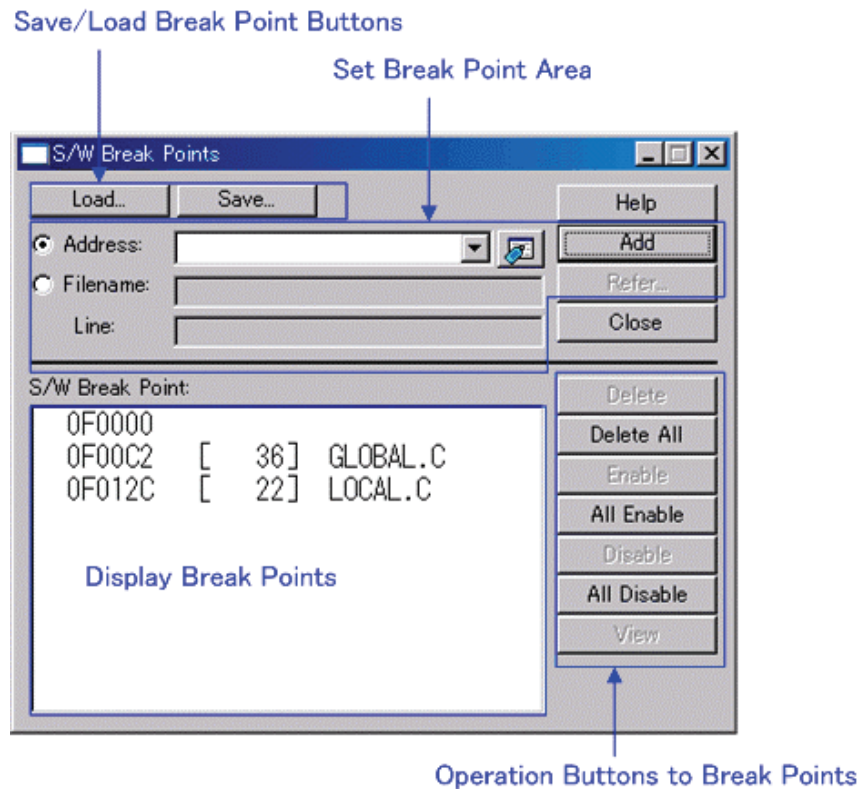 Save/Load Break Point Buttons
Set Break Point Area
S/W Break Points
Load... Save... Help
Address: Add
Filename: Refer...
Line: Close
S/W Break Point:
Delete
0F0000
Delete All
0F00C2 [ 36] GLOBAL.C
Enable
0F012C [ 22] LOCAL.C
All Enable
Disable
Display Break Points
All Disable
View
Operation Buttons to Break Points